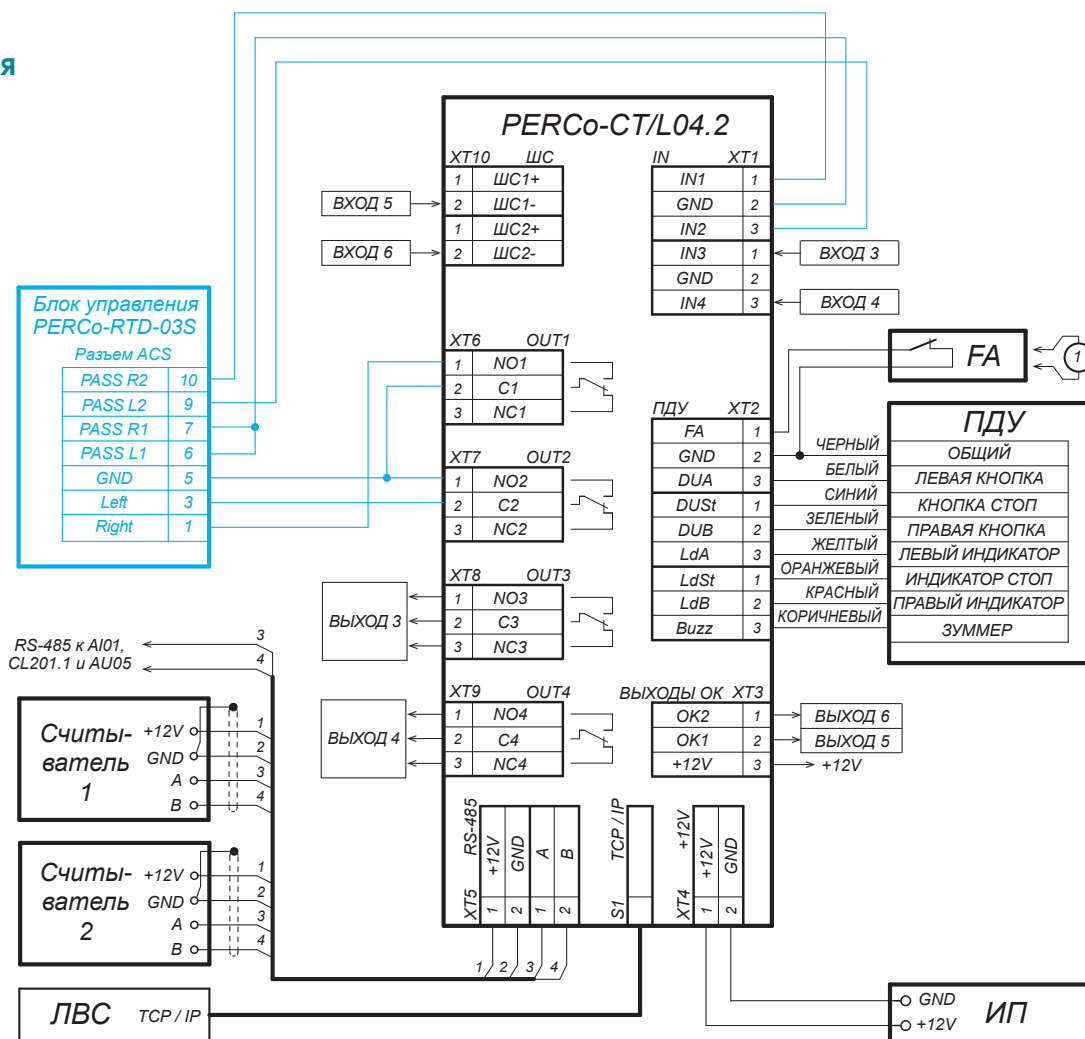 я
PERCo-CT/L04.2
XT10 ШС
1 ШС1+
2 ШС1-
1 ШС2+
2 ШС2-
ВХОД 5
ВХОД 6
IN XT1
IN1 1
GND 2
IN2 3
IN3 1
GND 2
IN4 3
ВХОД 3
ВХОД 4
Блок управления
PERCo-RTD-03S
Разъем ACS
PASS R2 10
PASS L2 9
PASS R1 7
PASS L1 6
GND 5
Left 3
Right 1
XT6 OUT1
1 NO1
2 C1
3 NC1
XT7 OUT2
1 NO2
2 C2
3 NC2
XT8 OUT3
1 NO3
2 C3
3 NC3
ВЫХОД 3
XT9 OUT4
1 NO4
2 C4
3 NC4
ВЫХОД 4
FA
1
ПДУ XT2
FA 1
GND 2
DUA 3
DUSt 1
DUB 2
LdA 3
LdSt 1
LdB 2
Buzz 3
ЧЕРНЫЙ
БЕЛЫЙ
СИНИЙ
ЗЕЛЕНЫЙ
ЖЕЛТЫЙ
ОРАНЖЕВЫЙ
КРАСНЫЙ
КОРИЧНЕВЫЙ
ПДУ
ОБЩИЙ
ЛЕВАЯ КНОПКА
КНОПКА СТОП
ПРАВАЯ КНОПКА
ЛЕВЫЙ ИНДИКАТОР
ИНДИКАТОР СТОП
ПРАВЫЙ ИНДИКАТОР
ЗУММЕР
ВЫХОДЫ ОК XT3
OK2 1
OK1 2
+12V 3
ВЫХОД 6
ВЫХОД 5
+12V
RS-485 к AI01,
CL201.1 и AU05
3
4
Считы-
ватель
1
+12V 1
GND 2
A 3
B 4
Считы-
ватель
2
+12V 1
GND 2
A 3
B 4
ЛВС TCP / IP
XT5 RS-485
1 +12V
2 GND
1 A
2 B
1 2 3 4
S1 TCP / IP
XT4 +12V
1 +12V
2 GND
GND
+12V
ИП